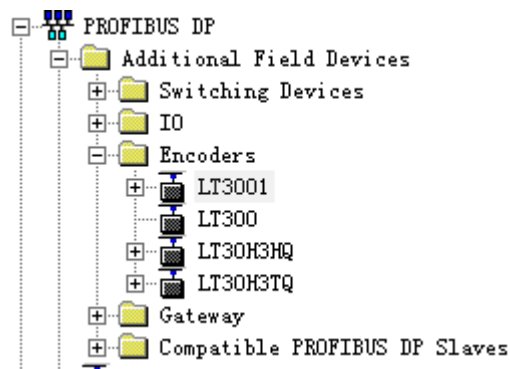 PROFIBUS DP
Additional Field Devices
Switching Devices
IO
Encoders
LT3001
LT300
LT30H3HQ
LT30H3TQ
Gateway
Compatible PROFIBUS DP Slaves